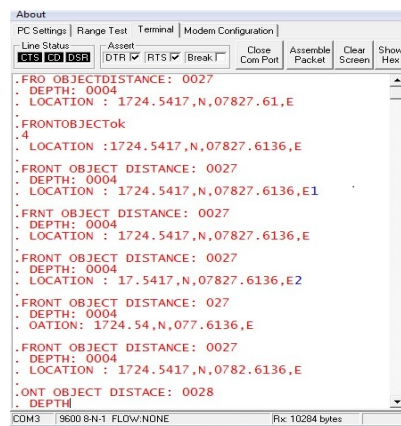 About
PC Settings | Range Test | Terminal | Modem Configuration |
Line Status Assert
CTS CD DSR DTR RTS Break
Close Com Port
Assemble Packet
Clear Screen
Show Hex
.FRO OBJECTDISTANCE: 0027
. DEPTH: 0004
. LOCATION : 1724.5417,N,07827.61,E
.
.FRONTOBJECTok
.4
. LOCATION :1724.5417,N,07827.6136,E
.
.FRONT OBJECT DISTANCE: 0027
. DEPTH: 0004
. LOCATION : 1724.5417,N,07827.6136,E1
.
.FRNT OBJECT DISTANCE: 0027
. DEPTH: 0004
. LOCATION : 1724.5417,N,07827.6136,E
.
.FRONT OBJECT DISTANCE: 0027
. DEPTH: 0004
. LOCATION : 17.5417,N,07827.6136,E2
.
.FRONT OBJECT DISTANCE: 027
. DEPTH: 0004
. OATION: 1724.54,N,077.6136,E
.
.FRONT OBJECT DISTANCE: 0027
. DEPTH: 0004
. LOCATION : 1724.5417,N,0782.6136,E
.
.ONT OBJECT DISTACE: 0028
. DEPTH
COM3 9600 8-N-1 FLOW:NONE Rx: 10284 bytes